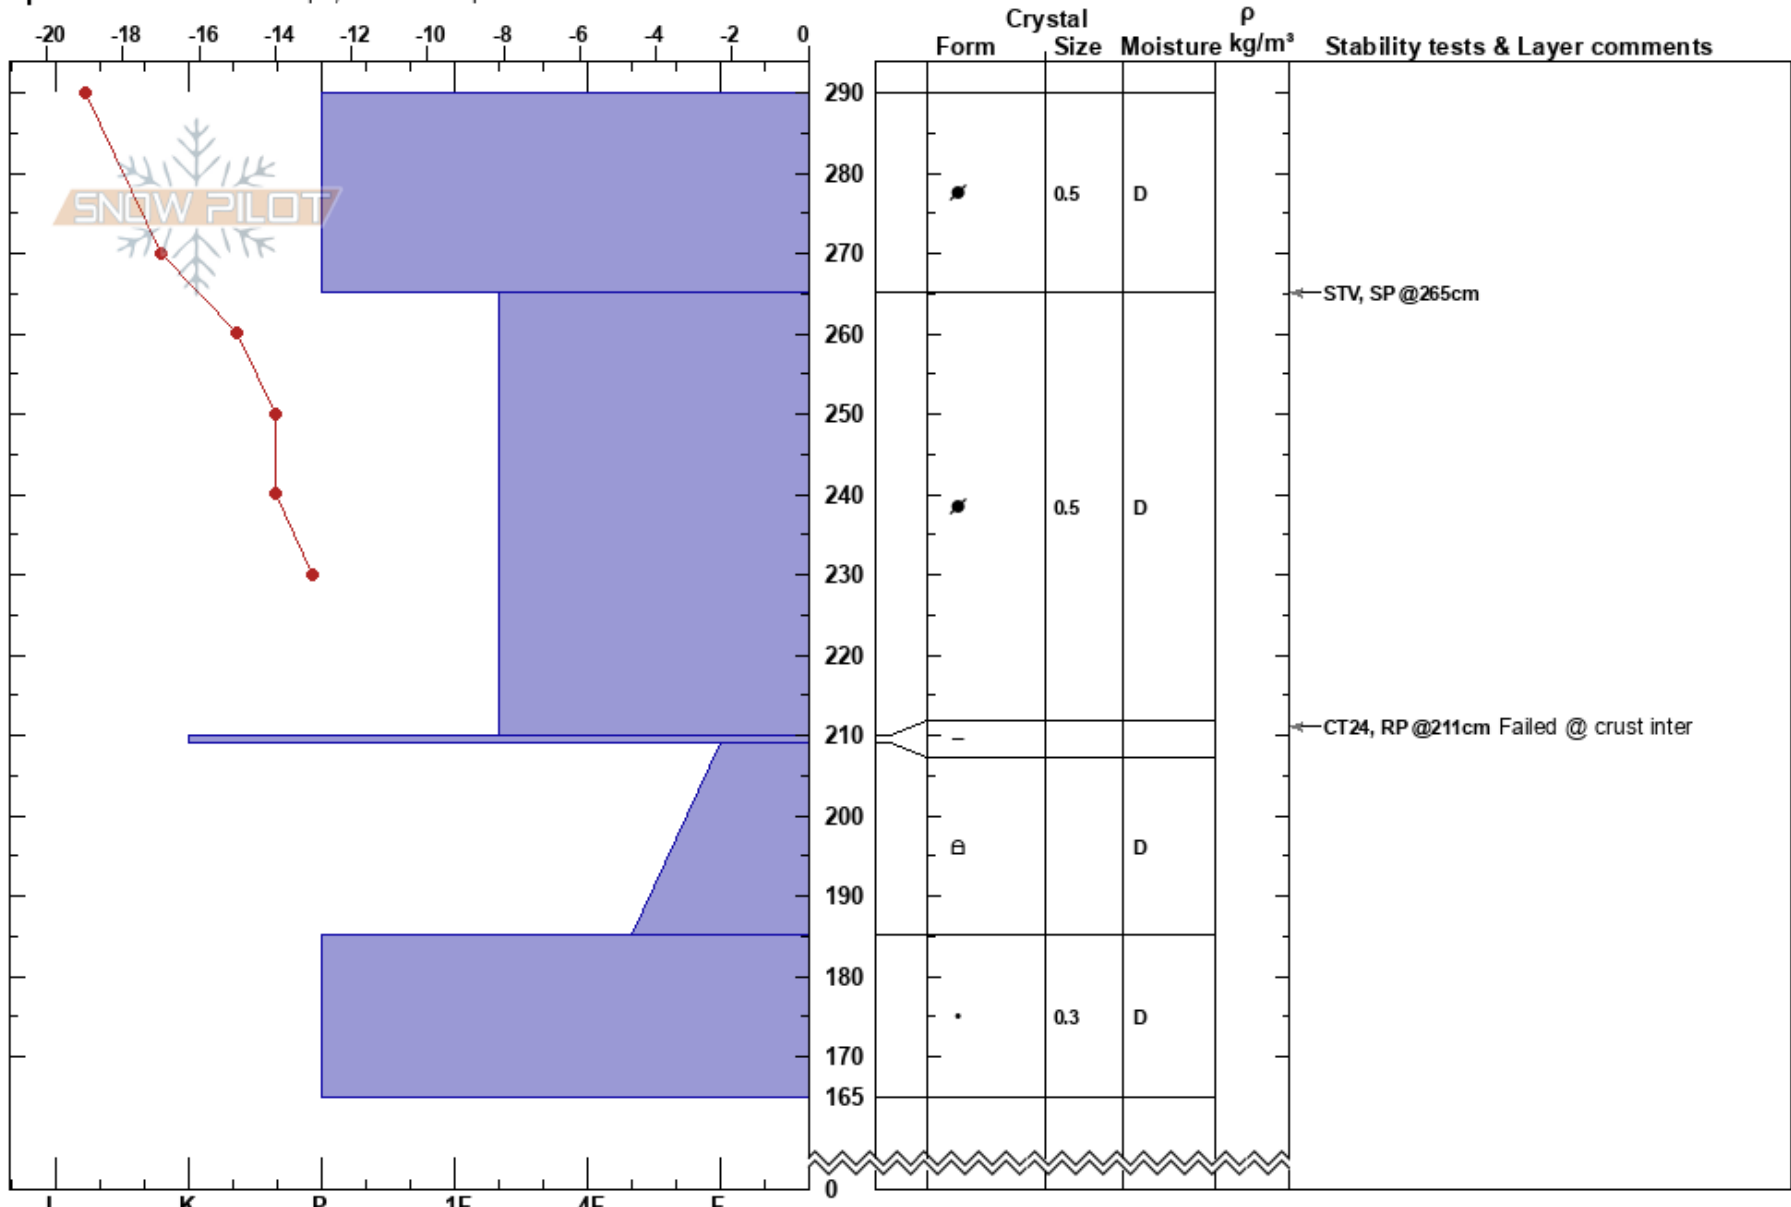 Crystal ρ
-20 -18 -16 -14 -12 -10 -8 -6 -4 -2 0 Form Size Moisture kg/m³ Stability tests & Layer comments
290
280 0.5 D
SNOW PILOT
270
STV, SP @265cm
260
250
240 0.5 D
230
220
210 CT24, RP @211cm Failed @ crust inter
200
D
190
180
0.3 D
170
165
0
I K P 1F 4F F